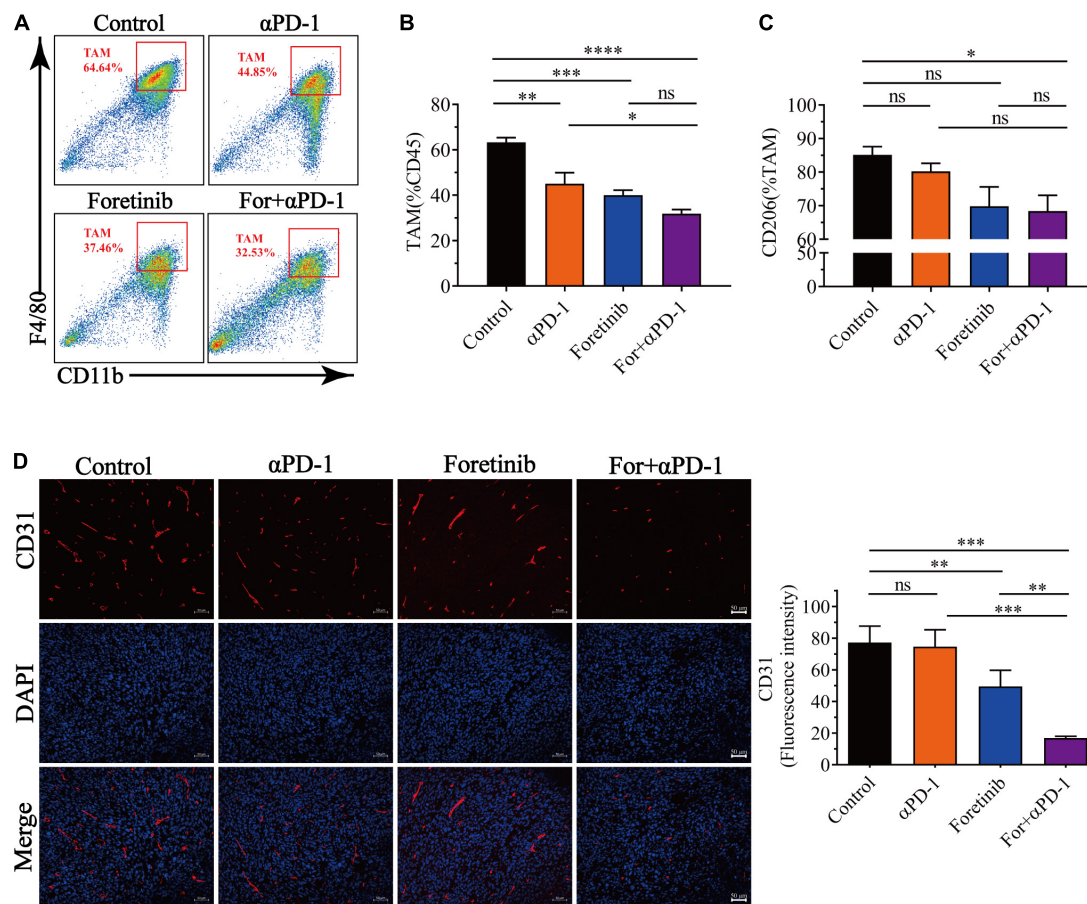 A
Control
αPD-1
TAM
64.64%
TAM
44.85%
Foretinib
For+αPD-1
TAM
37.46%
TAM
32.53%
F4/80
CD11b
B
****
***
ns
**
*
TAM(%CD45)
80
60
40
20
0
Control
αPD-1
Foretinib
For+αPD-1
C
*
ns
ns
ns
ns
CD206(%TAM)
100
90
80
70
60
50
0
Control
αPD-1
Foretinib
For+αPD-1
D
Control
αPD-1
Foretinib
For+αPD-1
CD31
50 μm
DAPI
50 μm
Merge
50 μm
***
**
ns
**
***
CD31
(Fluorescence intensity)
100
80
60
40
20
0
Control
αPD-1
Foretinib
For+αPD-1